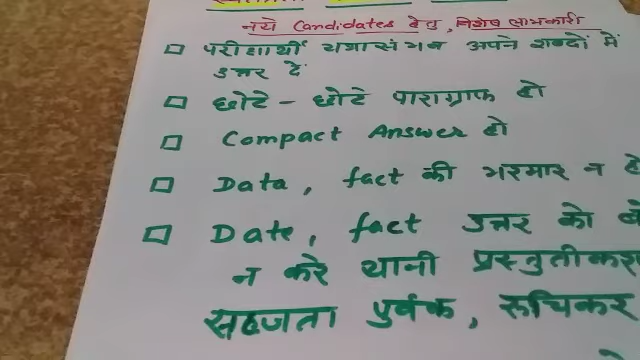 नये Candidates हेतु, विशेष लाभकारी
परीक्षार्थी यथासंभव अपने शब्दों में
उत्तर दें
छोटे - छोटे पाराग्राफ हो
Compact Answer हो
Data, fact की भरमार न हो
Date, fact उत्तर को
न करे यानी प्रस्तुतीकरण
सहजता पुर्वक, रूचिकर